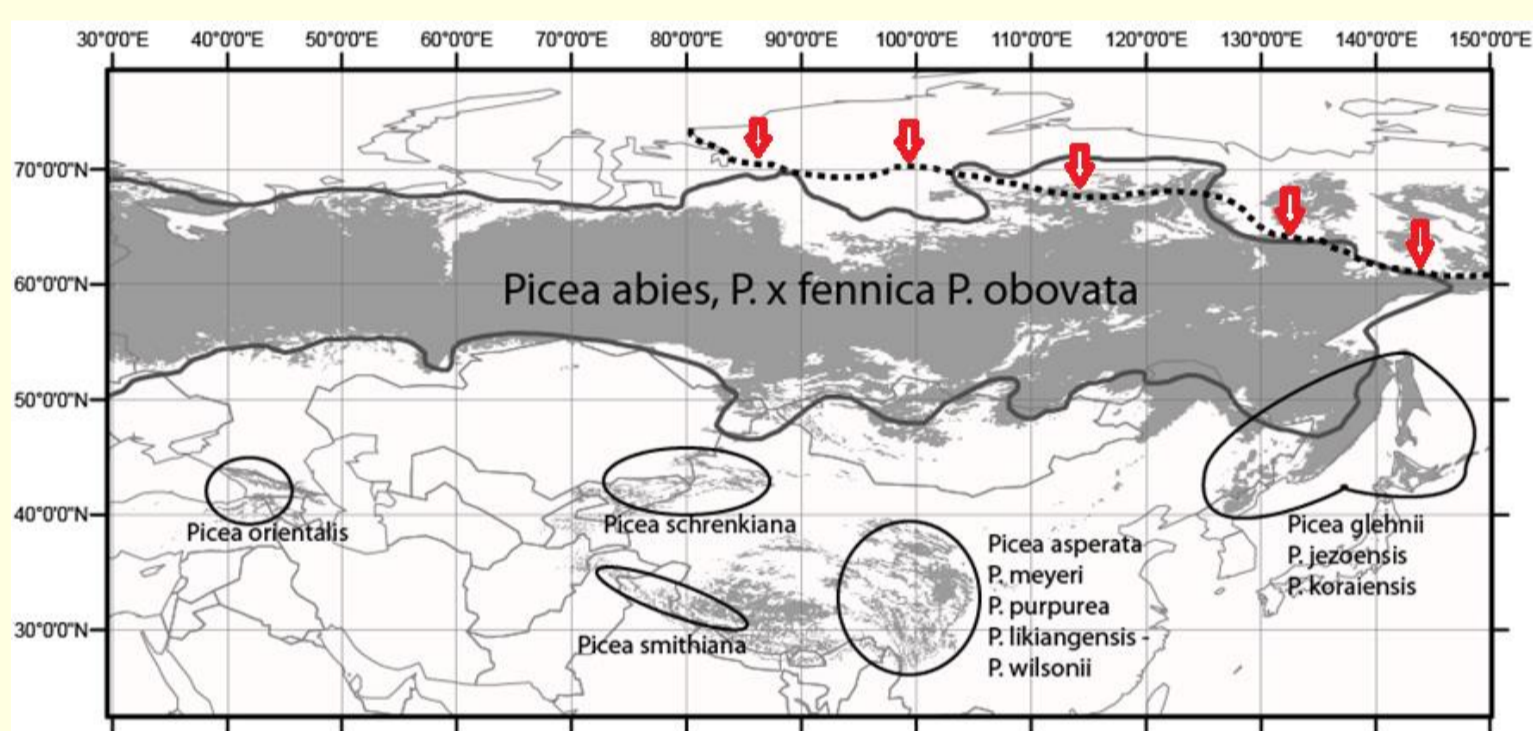 30°0'0"E 40°0'0"E 50°0'0"E 60°0'0"E 70°0'0"E 80°0'0"E 90°0'0"E 100°0'0"E 110°0'0"E 120°0'0"E 130°0'0"E 140°0'0"E 150°0'0"E
70°0'0"N
60°0'0"N
50°0'0"N
40°0'0"N
30°0'0"N
Picea abies, P. x fennica P. obovata
Picea orientalis
Picea schrenkiana
Picea smithiana
Picea asperata
P. meyeri
P. purpurea
P. likiangensis -
P. wilsonii
Picea glehnii
P. jezoensis
P. koraiensis